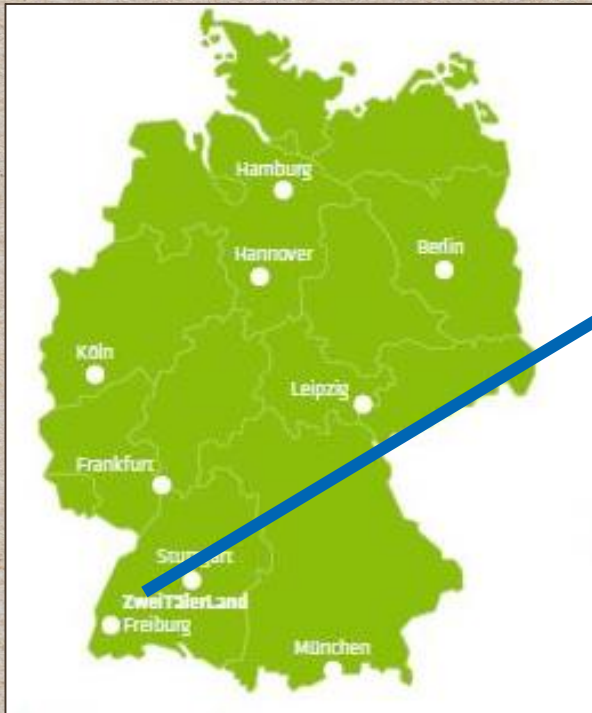 Hamburg
Hannover
Berlin
Köln
Leipzig
Frankfurt
Stuttgart
ZweiTälerLand
Freiburg
München